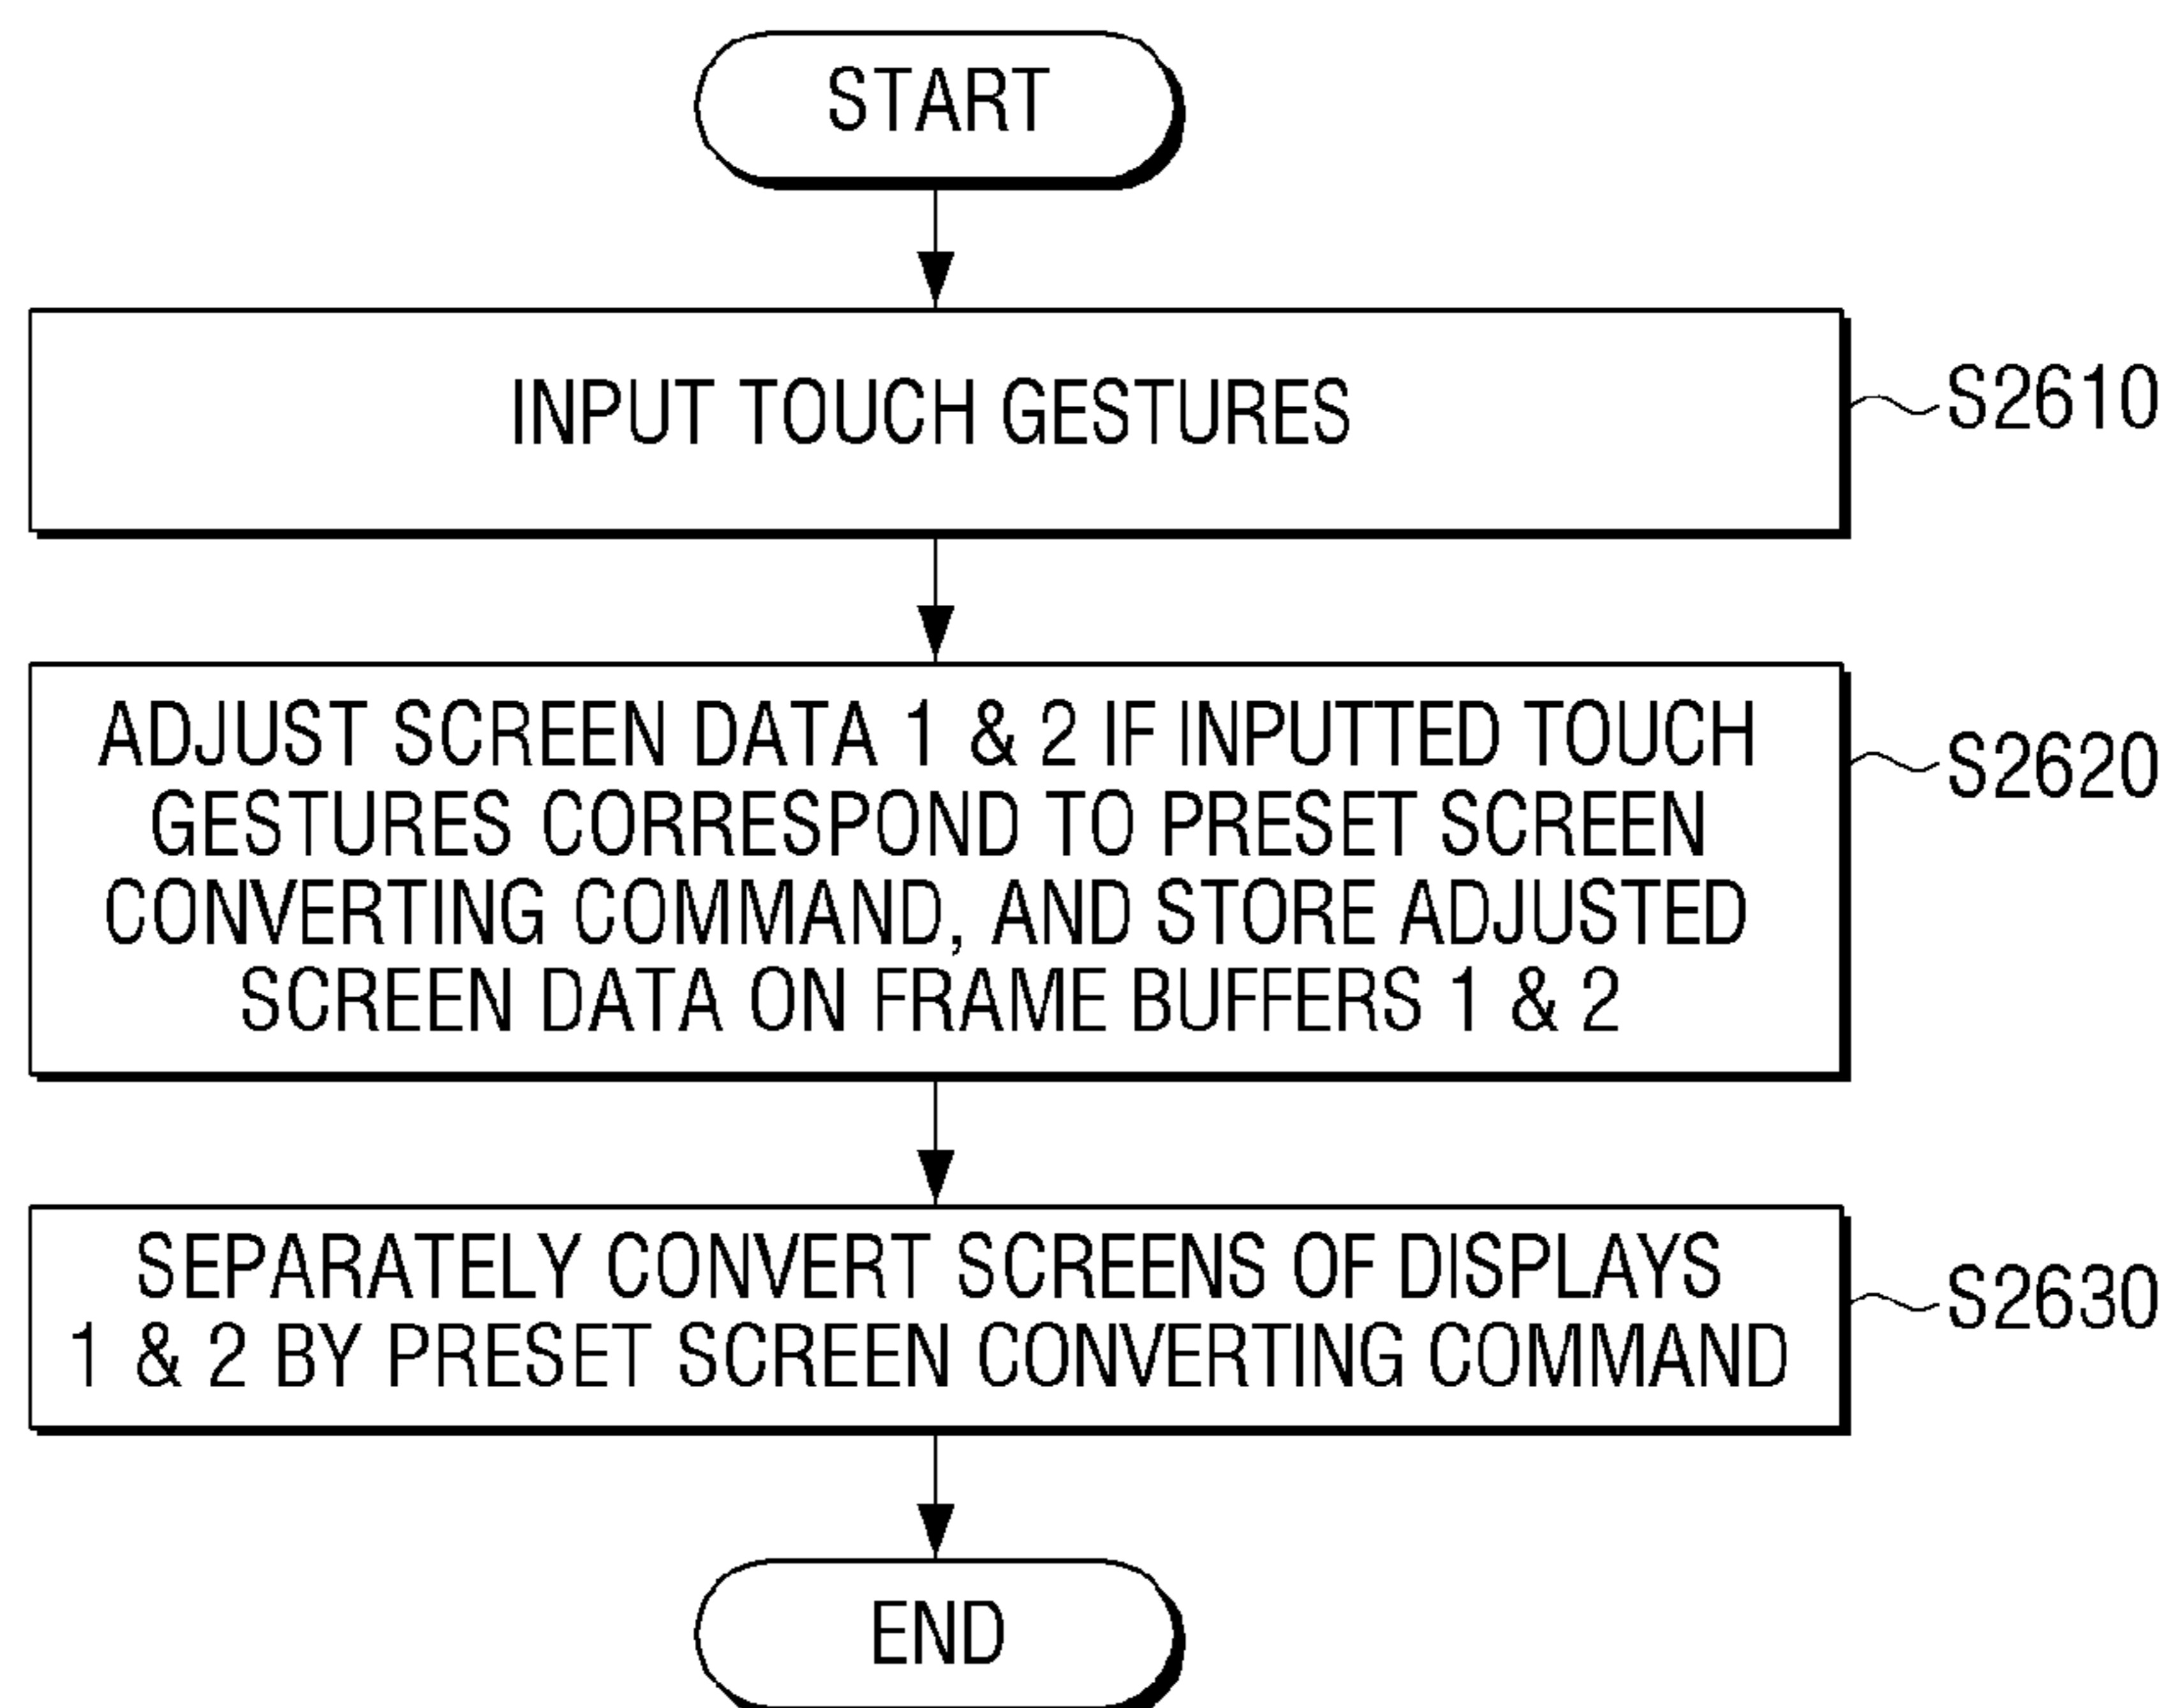 START
INPUT TOUCH GESTURES
S2610
ADJUST SCREEN DATA 1 & 2 IF INPUTTED TOUCH
GESTURES CORRESPOND TO PRESET SCREEN
CONVERTING COMMAND, AND STORE ADJUSTED
SCREEN DATA ON FRAME BUFFERS 1 & 2
S2620
SEPARATELY CONVERT SCREENS OF DISPLAYS
1 & 2 BY PRESET SCREEN CONVERTING COMMAND
S2630
END